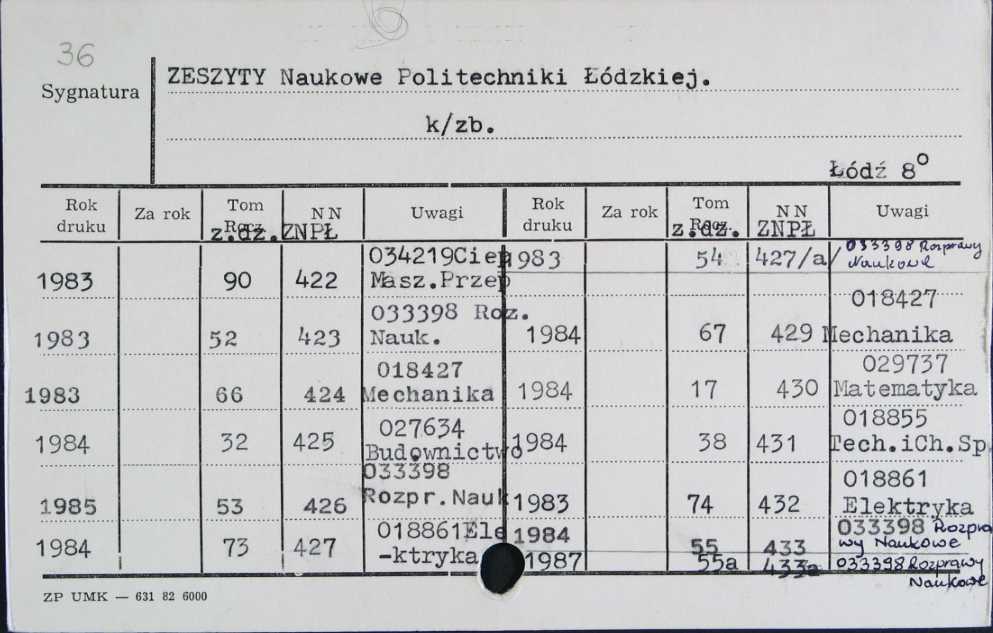 36
Sygnatura
ZESZYTY Naukowe Politechniki Łódzkiej.
k/zb.
Łódź 8°
Rok druku Za rok Tom Rocz. z.dz. NN ZNPŁ Uwagi Rok druku Za rok Tom Rocz. z.dz. NN ZNPŁ Uwagi
1983 90 422 034219Ciep Masz.Przep 1983 54 427/a/ 033398 Rozprawy Naukowe
1983 52 423 033398 Roz. Nauk. 1984 67 429 018427 Mechanika
1983 66 424 018427 Mechanika 1984 17 430 029737 Matematyka
1984 32 425 027634 Budownictwo 1984 38 431 018855 Tech.iCh.Sp.
1985 53 426 033398 Rozpr.Nauk 1983 74 432 018861 Elektryka
1984 73 427 018861Ele-ktryka 1984 55 433 033398 Rozprawy Naukowe
1987 55a 433a 033398 Rozprawy Naukowe
ZP UMK — 631 82 6000